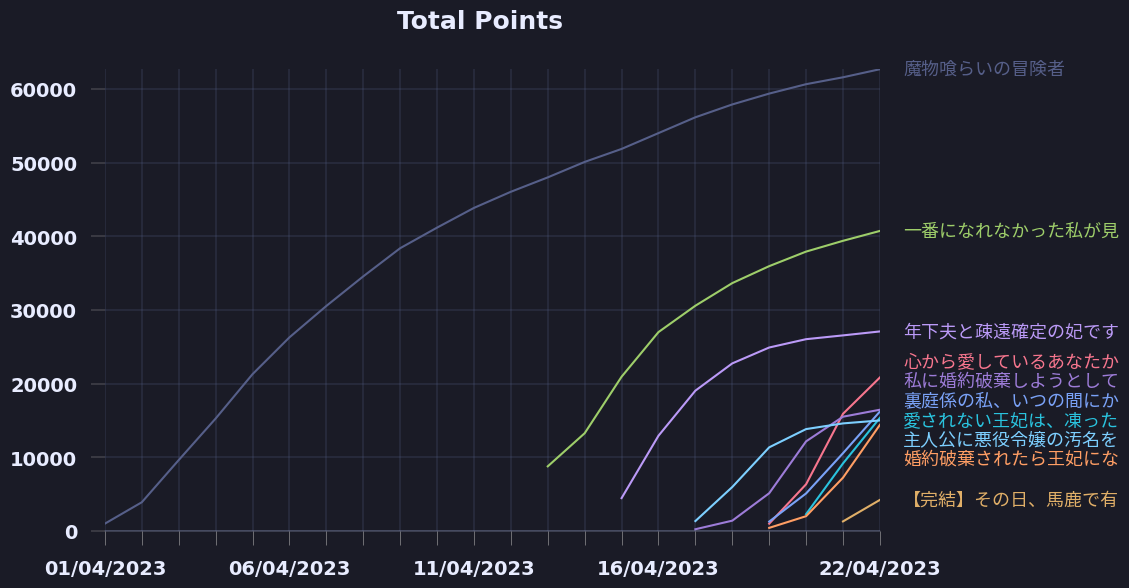 Total Points
60000
50000
40000
30000
20000
10000
0
01/04/2023
06/04/2023
11/04/2023
16/04/2023
22/04/2023
魔物喰らいの冒険者
一番になれなかった私が見
年下夫と疎遠確定の妃です
心から愛しているあなたか
私に婚約破棄しようとして
裏庭係の私、いつの間にか
愛されない王妃は、凍った
主人公に悪役令嬢の汚名を
婚約破棄されたら王妃にな
【完結】その日、馬鹿で有